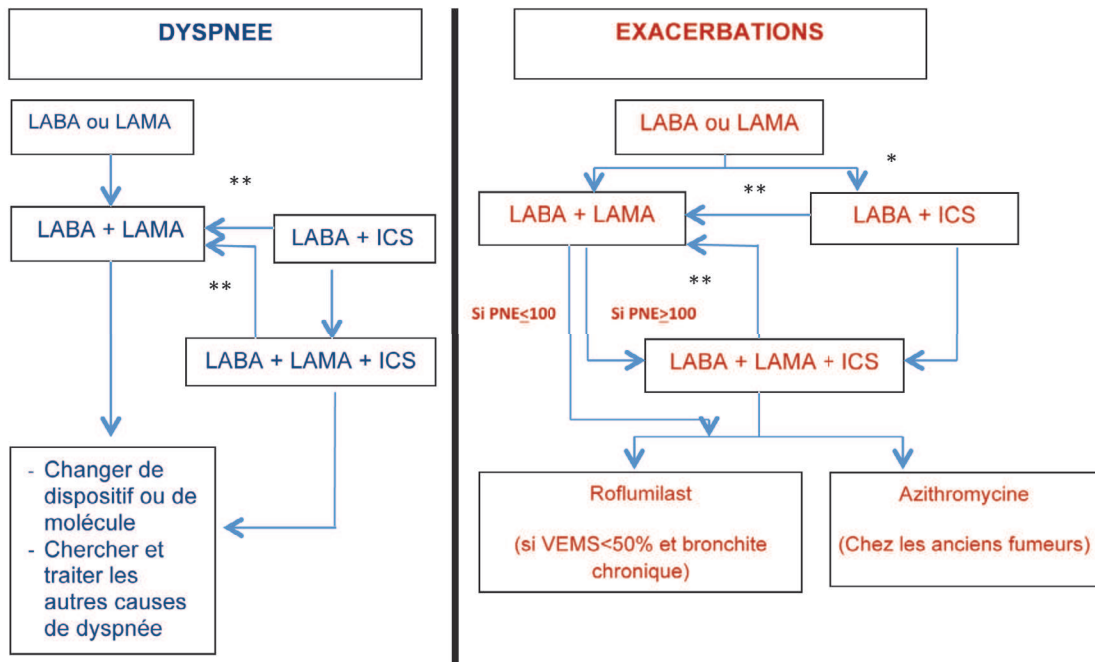 DYSPNEE
LABA ou LAMA
**
LABA + LAMA
LABA + ICS
**
LABA + LAMA + ICS
- Changer de
dispositif ou de
molécule
- Chercher et
traiter les
autres causes
de dyspnée
EXACERBATIONS
LABA ou LAMA
*
**
LABA + LAMA
LABA + ICS
**
Si PNE≤100
Si PNE≥100
LABA + LAMA + ICS
Roflumilast
(si VEMS<50% et bronchite
chronique)
Azithromycine
(Chez les anciens fumeurs)